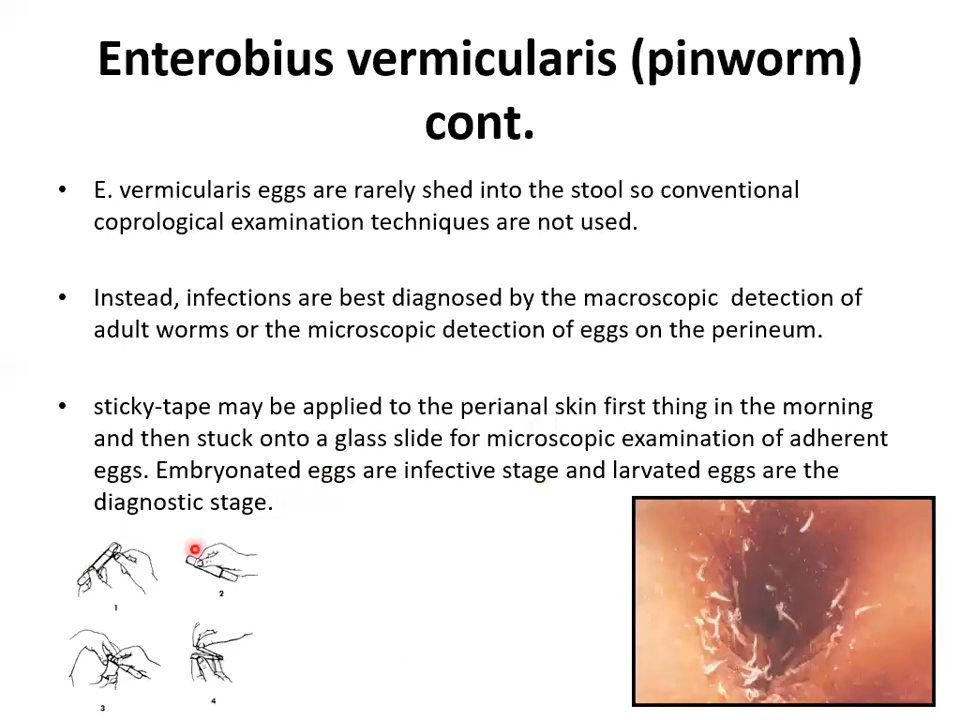 Enterobius vermicularis (pinworm)
cont.
• E. vermicularis eggs are rarely shed into the stool so conventional
coprological examination techniques are not used.
• Instead, infections are best diagnosed by the macroscopic detection of
adult worms or the microscopic detection of eggs on the perineum.
• sticky-tape may be applied to the perianal skin first thing in the morning
and then stuck onto a glass slide for microscopic examination of adherent
eggs. Embryonated eggs are infective stage and larvated eggs are the
diagnostic stage.
1
2
3
4